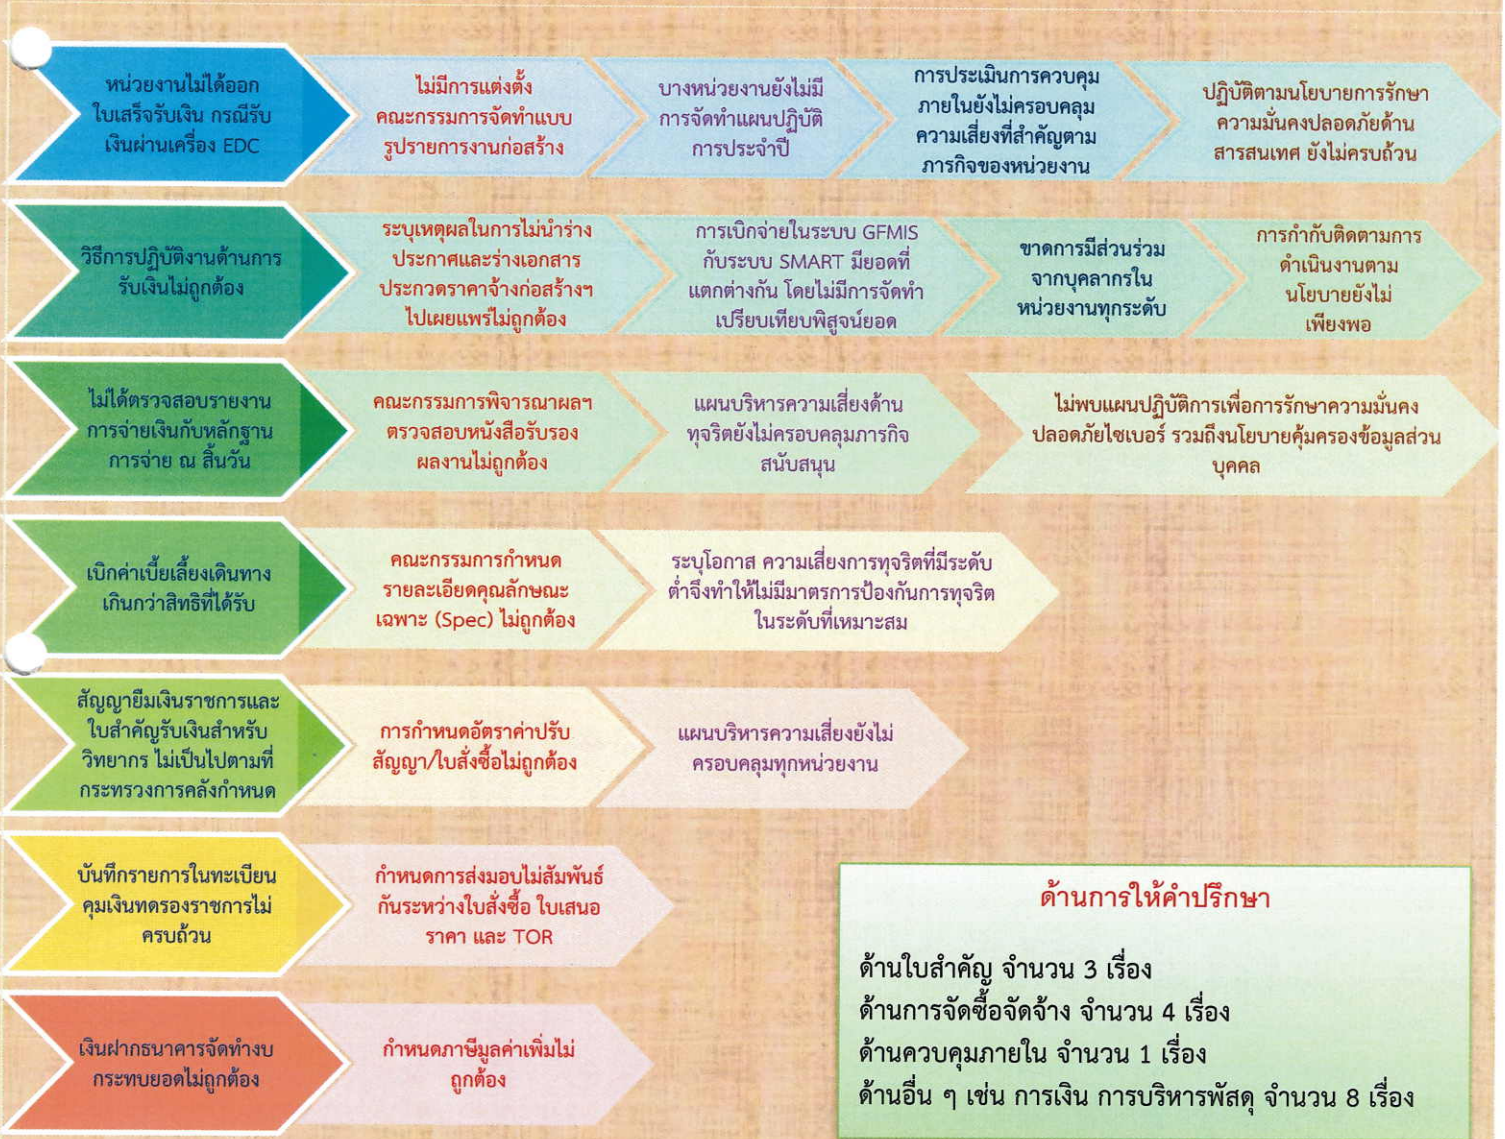 หน่วยงานไม่ได้ออก
ใบเสร็จรับเงิน กรณีรับ
เงินผ่านเครื่อง EDC
ไม่มีการแต่งตั้ง
คณะกรรมการจัดทำแบบ
รูปรายการงานก่อสร้าง
บางหน่วยงานยังไม่มี
การจัดทำแผนปฏิบัติ
การประจำปี
การประเมินการควบคุม
ภายในยังไม่ครอบคลุม
ความเสี่ยงที่สำคัญตาม
ภารกิจของหน่วยงาน
ปฏิบัติตามนโยบายการรักษา
ความมั่นคงปลอดภัยด้าน
สารสนเทศ ยังไม่ครบถ้วน
วิธีการปฏิบัติงานด้านการ
รับเงินไม่ถูกต้อง
ระบุเหตุผลในการไม่นำร่าง
ประกาศและร่างเอกสาร
ประกวดราคาจ้างก่อสร้างฯ
ไปเผยแพร่ไม่ถูกต้อง
การเบิกจ่ายในระบบ GFMIS
กับระบบ SMART มียอดที่
แตกต่างกัน โดยไม่มีการจัดทำ
เปรียบเทียบพิสูจน์ยอด
ขาดการมีส่วนร่วม
จากบุคลากรใน
หน่วยงานทุกระดับ
การกำกับติดตามการ
ดำเนินงานตาม
นโยบายยังไม่
เพียงพอ
ไม่ได้ตรวจสอบรายงาน
การจ่ายเงินกับหลักฐาน
การจ่าย ณ สิ้นวัน
คณะกรรมการพิจารณาผลฯ
ตรวจสอบหนังสือรับรอง
ผลงานไม่ถูกต้อง
แผนบริหารความเสี่ยงด้าน
ทุจริตยังไม่ครอบคลุมภารกิจ
สนับสนุน
ไม่พบแผนปฏิบัติการเพื่อการรักษาความมั่นคง
ปลอดภัยไซเบอร์ รวมถึงนโยบายคุ้มครองข้อมูลส่วน
บุคคล
เบิกค่าเบี้ยเลี้ยงเดินทาง
เกินกว่าสิทธิที่ได้รับ
คณะกรรมการกำหนด
รายละเอียดคุณลักษณะ
เฉพาะ (Spec) ไม่ถูกต้อง
ระบุโอกาส ความเสี่ยงการทุจริตที่มีระดับ
ต่ำจึงทำให้ไม่มีมาตรการป้องกันการทุจริต
ในระดับที่เหมาะสม
สัญญายืมเงินราชการและ
ใบสำคัญรับเงินสำหรับ
วิทยากร ไม่เป็นไปตามที่
กระทรวงการคลังกำหนด
การกำหนดอัตราค่าปรับ
สัญญา/ใบสั่งซื้อไม่ถูกต้อง
แผนบริหารความเสี่ยงยังไม่
ครอบคลุมทุกหน่วยงาน
บันทึกรายการในทะเบียน
คุมเงินทดรองราชการไม่
ครบถ้วน
กำหนดการส่งมอบไม่สัมพันธ์
กันระหว่างใบสั่งซื้อ ใบเสนอ
ราคา และ TOR
เงินฝากธนาคารจัดทำงบ
กระทบยอดไม่ถูกต้อง
กำหนดภาษีมูลค่าเพิ่มไม่
ถูกต้อง
ด้านการให้คำปรึกษา
ด้านใบสำคัญ จำนวน 3 เรื่อง
ด้านการจัดซื้อจัดจ้าง จำนวน 4 เรื่อง
ด้านควบคุมภายใน จำนวน 1 เรื่อง
ด้านอื่น ๆ เช่น การเงิน การบริหารพัสดุ จำนวน 8 เรื่อง